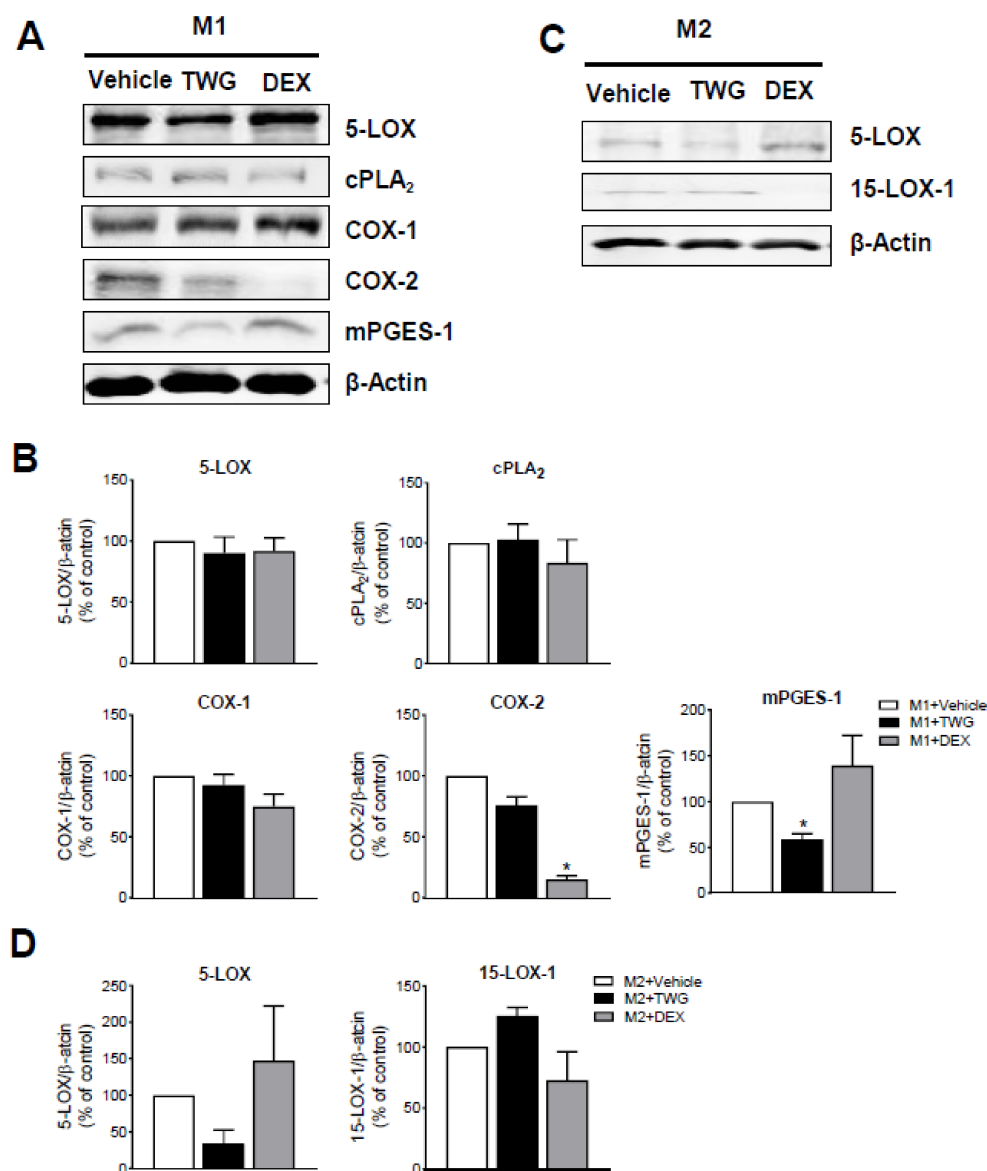 A
M1
Vehicle TWG DEX
5-LOX
cPLA₂
COX-1
COX-2
mPGES-1
β-Actin
C
M2
Vehicle TWG DEX
5-LOX
15-LOX-1
β-Actin
B
5-LOX
5-LOX/β-atcin
(% of control)
150
100
50
0
cPLA₂
cPLA₂/β-atcin
(% of control)
150
100
50
0
COX-1
COX-1/β-atcin
(% of control)
150
100
50
0
COX-2
COX-2/β-atcin
(% of control)
150
100
50
0
*
mPGES-1
mPGES-1/β-atcin
(% of control)
200
150
100
50
0
*
M1+Vehicle
M1+TWG
M1+DEX
D
5-LOX
5-LOX/β-atcin
(% of control)
250
200
150
100
50
0
15-LOX-1
15-LOX-1/β-atcin
(% of control)
150
100
50
0
M2+Vehicle
M2+TWG
M2+DEX